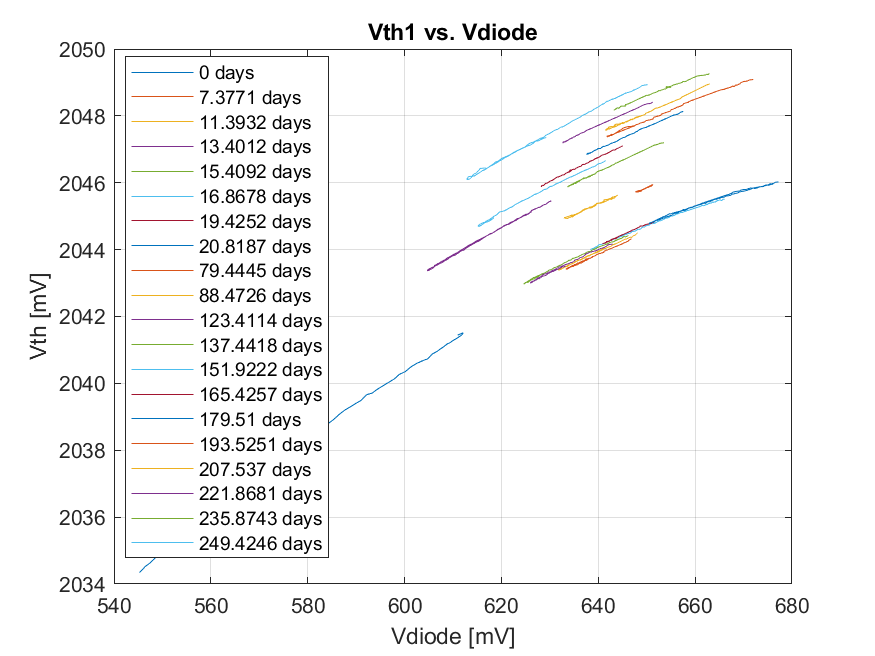 Vth1 vs. Vdiode
2050
2048
2046
2044
2042
2040
2038
2036
2034
Vth [mV]
0 days
7.3771 days
11.3932 days
13.4012 days
15.4092 days
16.8678 days
19.4252 days
20.8187 days
79.4445 days
88.4726 days
123.4114 days
137.4418 days
151.9222 days
165.4257 days
179.51 days
193.5251 days
207.537 days
221.8681 days
235.8743 days
249.4246 days
540 560 580 600 620 640 660 680
Vdiode [mV]